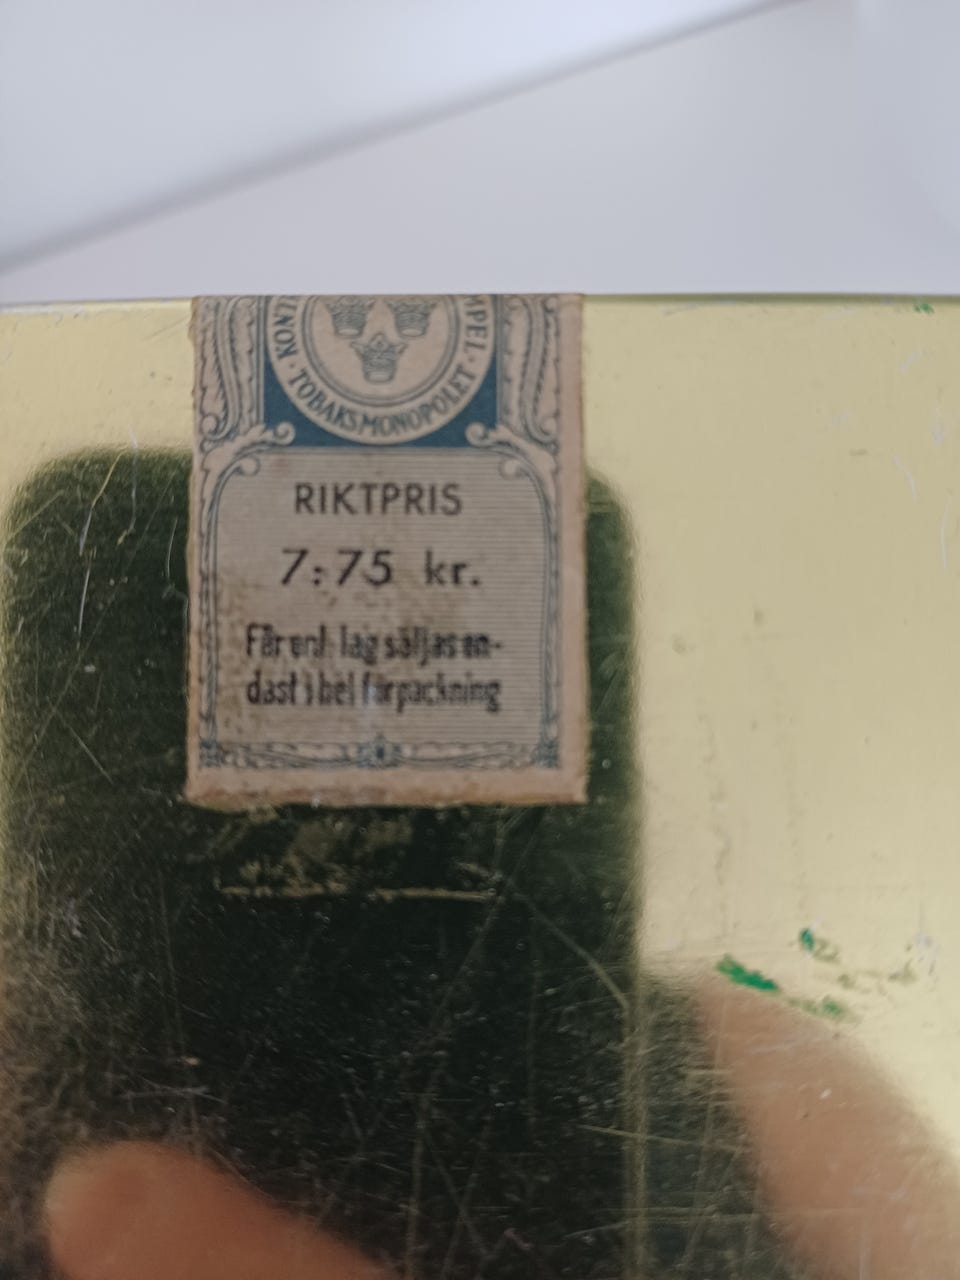 KONT
MPEL
· TOBAKSMONOPOLET ·
RIKTPRIS
7:75 kr.
Får enl. lag säljas en-
dast i hel förpackning